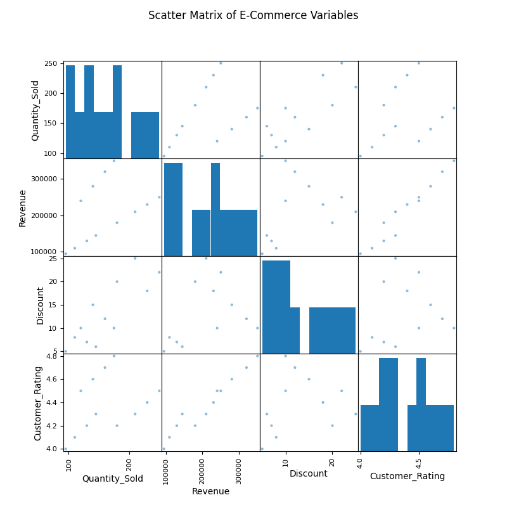 Scatter Matrix of E-Commerce Variables
250
200
150
100
Quantity_Sold
300000
200000
100000
Revenue
25
20
15
10
5
Discount
4.8
4.6
4.4
4.2
4.0
Customer_Rating
100
200
Quantity_Sold
100000
200000
300000
Revenue
10
20
Discount
4.0
4.5
Customer_Rating